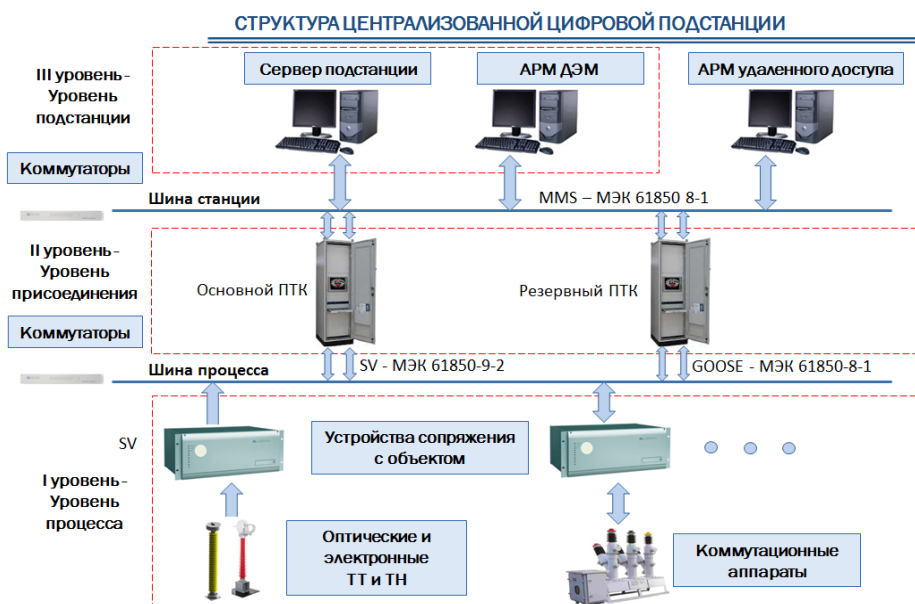 СТРУКТУРА ЦЕНТРАЛИЗОВАННОЙ ЦИФРОВОЙ ПОДСТАНЦИИ
III уровень-
Уровень
подстанции
Сервер подстанции
АРМ ДЭМ
АРМ удаленного доступа
Коммутаторы
Шина станции
MMS – МЭК 61850 8-1
II уровень-
Уровень
присоединения
Основной ПТК
Резервный ПТК
Коммутаторы
Шина процесса
SV - МЭК 61850-9-2
GOOSE - МЭК 61850-8-1
SV
Устройства сопряжения
с объектом
I уровень-
Уровень
процесса
Оптические и
электронные
ТТ и ТН
Коммутационные
аппараты